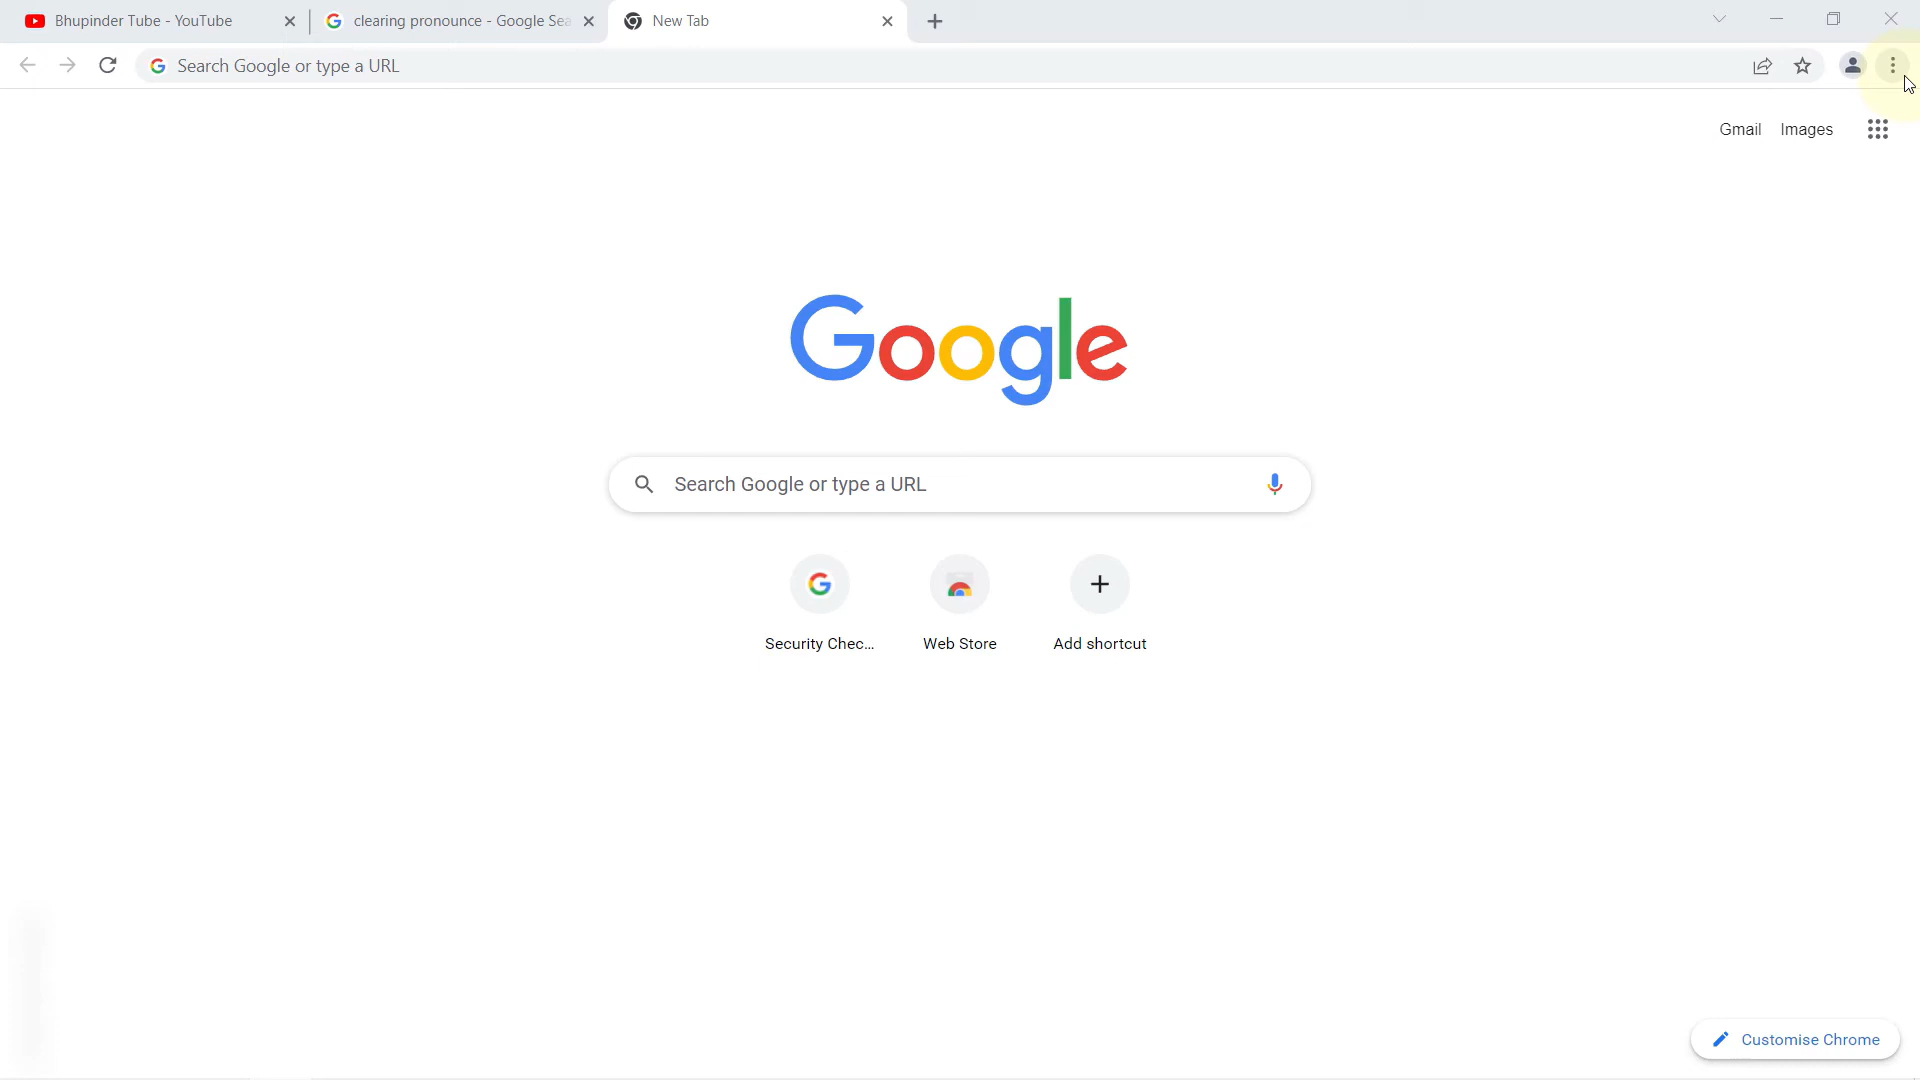 Bhupinder Tube - YouTube
clearing pronounce - Google Sea
New Tab
Search Google or type a URL
Gmail Images
Google
Search Google or type a URL
Security Chec...
Web Store
Add shortcut
Customise Chrome